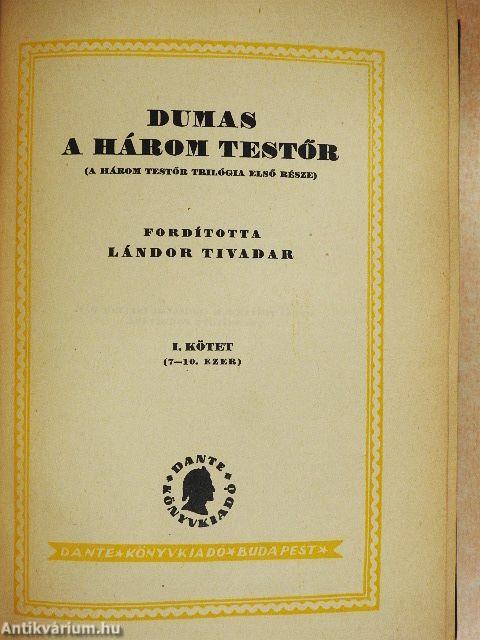 DUMAS
A HÁROM TESTŐR
(A HÁROM TESTŐR TRILÓGIA ELSŐ RÉSZE)
FORDÍTOTTA
LÁNDOR TIVADAR
I. KÖTET
(7—10. EZER)
DANTE
KÖNYVKIADÓ
DANTE★KÖNYVKIADÓ★BUDAPEST★
Antikvárium.hu